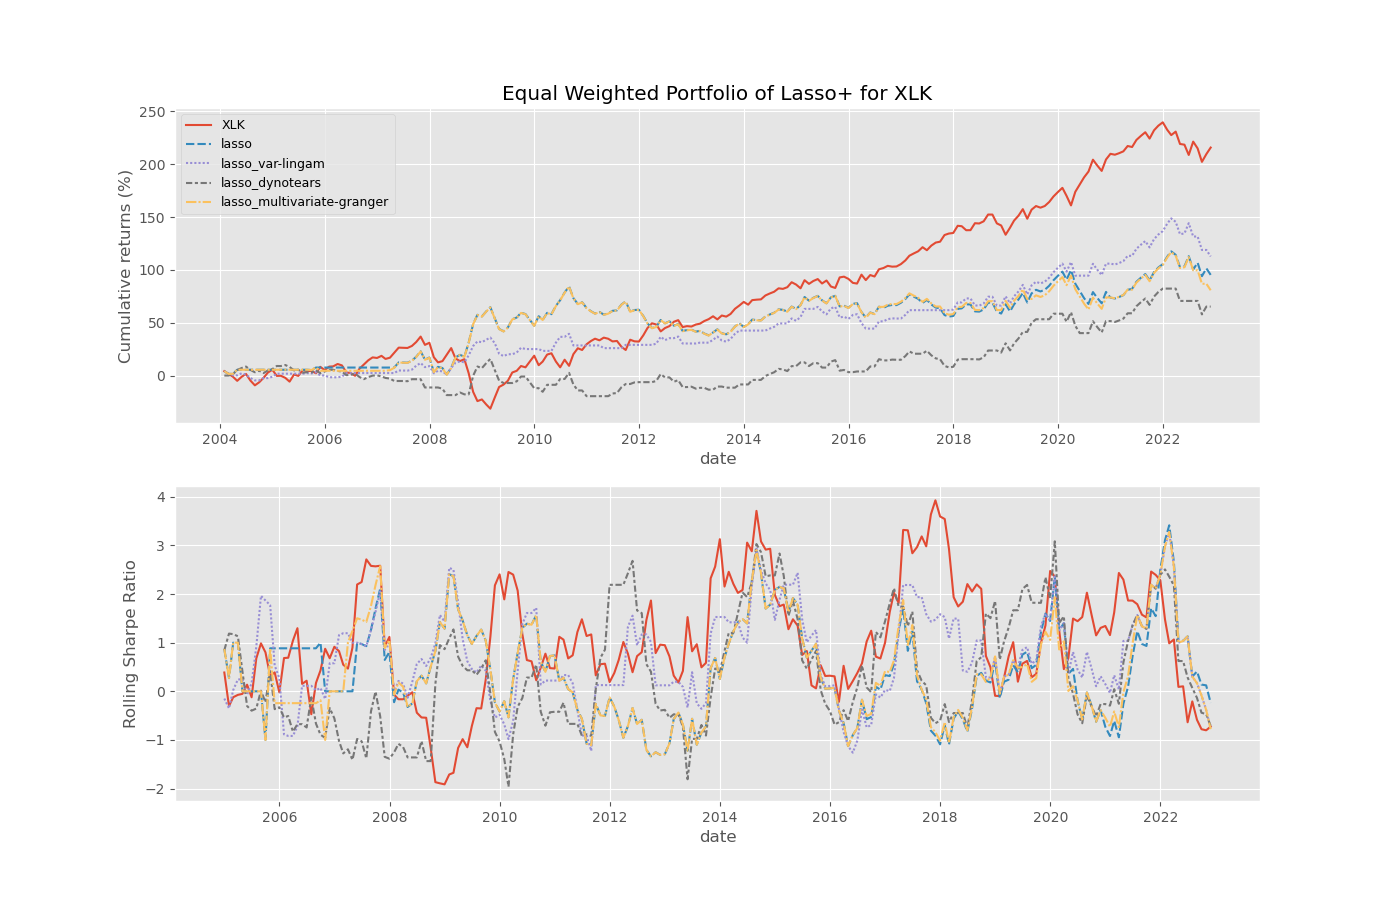 Equal Weighted Portfolio of Lasso+ for XLK
Cumulative returns (%)
250
200
150
100
50
0
XLK
lasso
lasso_var-lingam
lasso_dynotears
lasso_multivariate-granger
2004 2006 2008 2010 2012 2014 2016 2018 2020 2022
date
Rolling Sharpe Ratio
4
3
2
1
0
−1
−2
2006 2008 2010 2012 2014 2016 2018 2020 2022
date